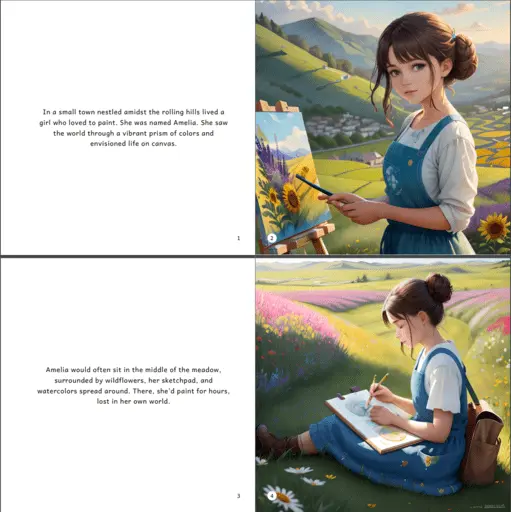 In a small town nestled amidst the rolling hills lived a
girl who loved to paint. She was named Amelia. She saw
the world through a vibrant prism of colors and
envisioned life on canvas.
1
2
Amelia would often sit in the middle of the meadow,
surrounded by wildflowers, her sketchpad, and
watercolors spread around. There, she'd paint for hours,
lost in her own world.
3
4